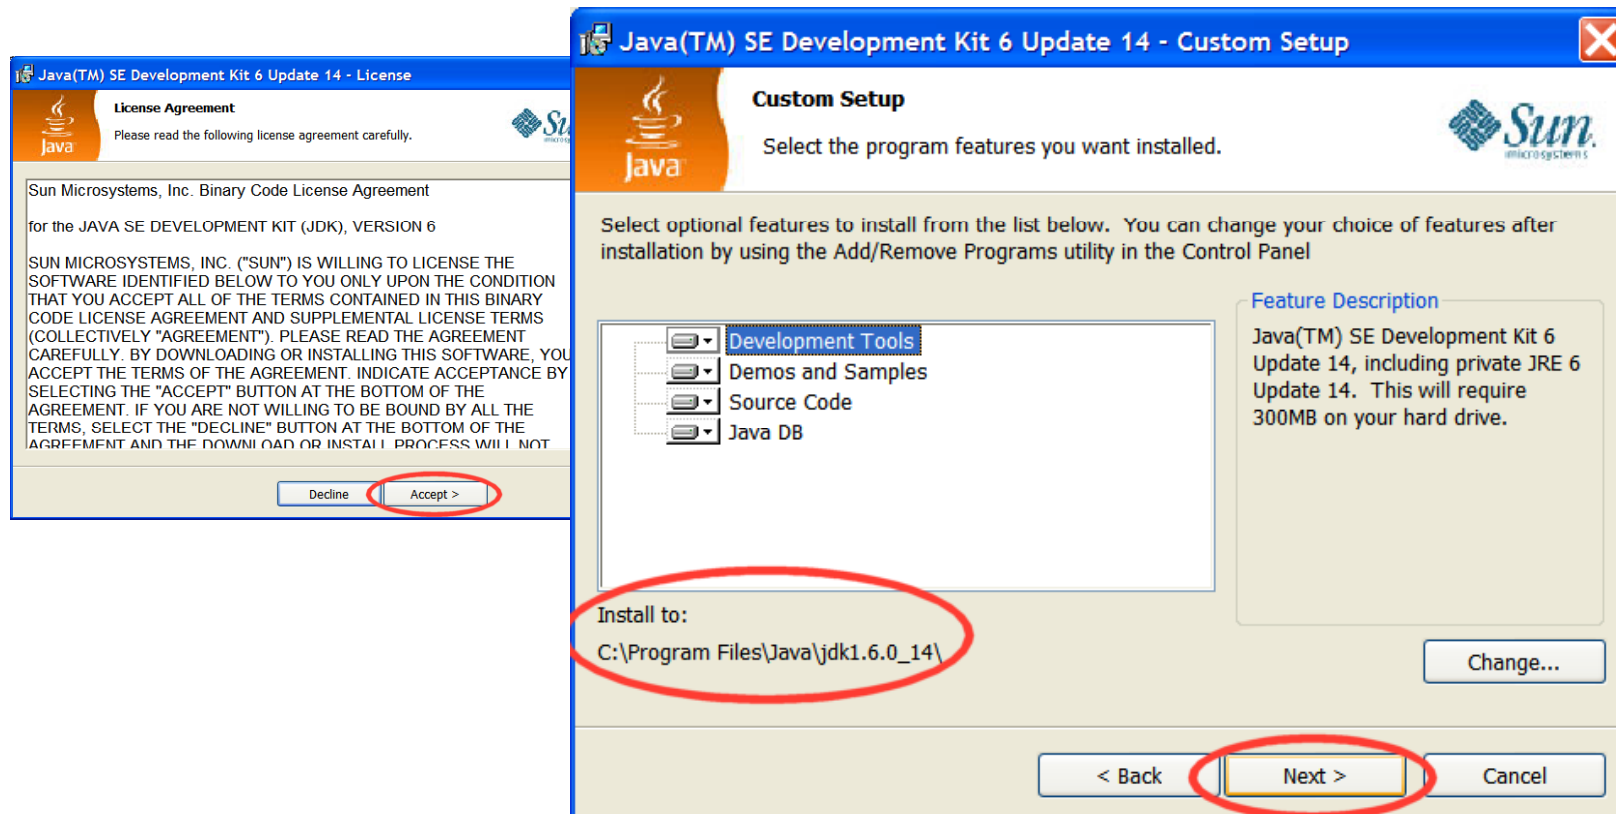 Java(TM) SE Development Kit 6 Update 14 - License
Java
License Agreement
Please read the following license agreement carefully.
Sun Microsystems, Inc. Binary Code License Agreement
for the JAVA SE DEVELOPMENT KIT (JDK), VERSION 6
SUN MICROSYSTEMS, INC. ("SUN") IS WILLING TO LICENSE THE
SOFTWARE IDENTIFIED BELOW TO YOU ONLY UPON THE CONDITION
THAT YOU ACCEPT ALL OF THE TERMS CONTAINED IN THIS BINARY
CODE LICENSE AGREEMENT AND SUPPLEMENTAL LICENSE TERMS
(COLLECTIVELY "AGREEMENT"). PLEASE READ THE AGREEMENT
CAREFULLY. BY DOWNLOADING OR INSTALLING THIS SOFTWARE, YOU
ACCEPT THE TERMS OF THE AGREEMENT. INDICATE ACCEPTANCE BY
SELECTING THE "ACCEPT" BUTTON AT THE BOTTOM OF THE
AGREEMENT. IF YOU ARE NOT WILLING TO BE BOUND BY ALL THE
TERMS, SELECT THE "DECLINE" BUTTON AT THE BOTTOM OF THE
AGREEMENT AND THE DOWNLOAD OR INSTALL PROCESS WILL NOT
Decline
Accept >
Java(TM) SE Development Kit 6 Update 14 - Custom Setup
Java
Custom Setup
Select the program features you want installed.
Sun
microsystems
Select optional features to install from the list below. You can change your choice of features after
installation by using the Add/Remove Programs utility in the Control Panel
Development Tools
Demos and Samples
Source Code
Java DB
Feature Description
Java(TM) SE Development Kit 6
Update 14, including private JRE 6
Update 14. This will require
300MB on your hard drive.
Install to:
C:\Program Files\Java\jdk1.6.0_14\
Change...
< Back
Next >
Cancel